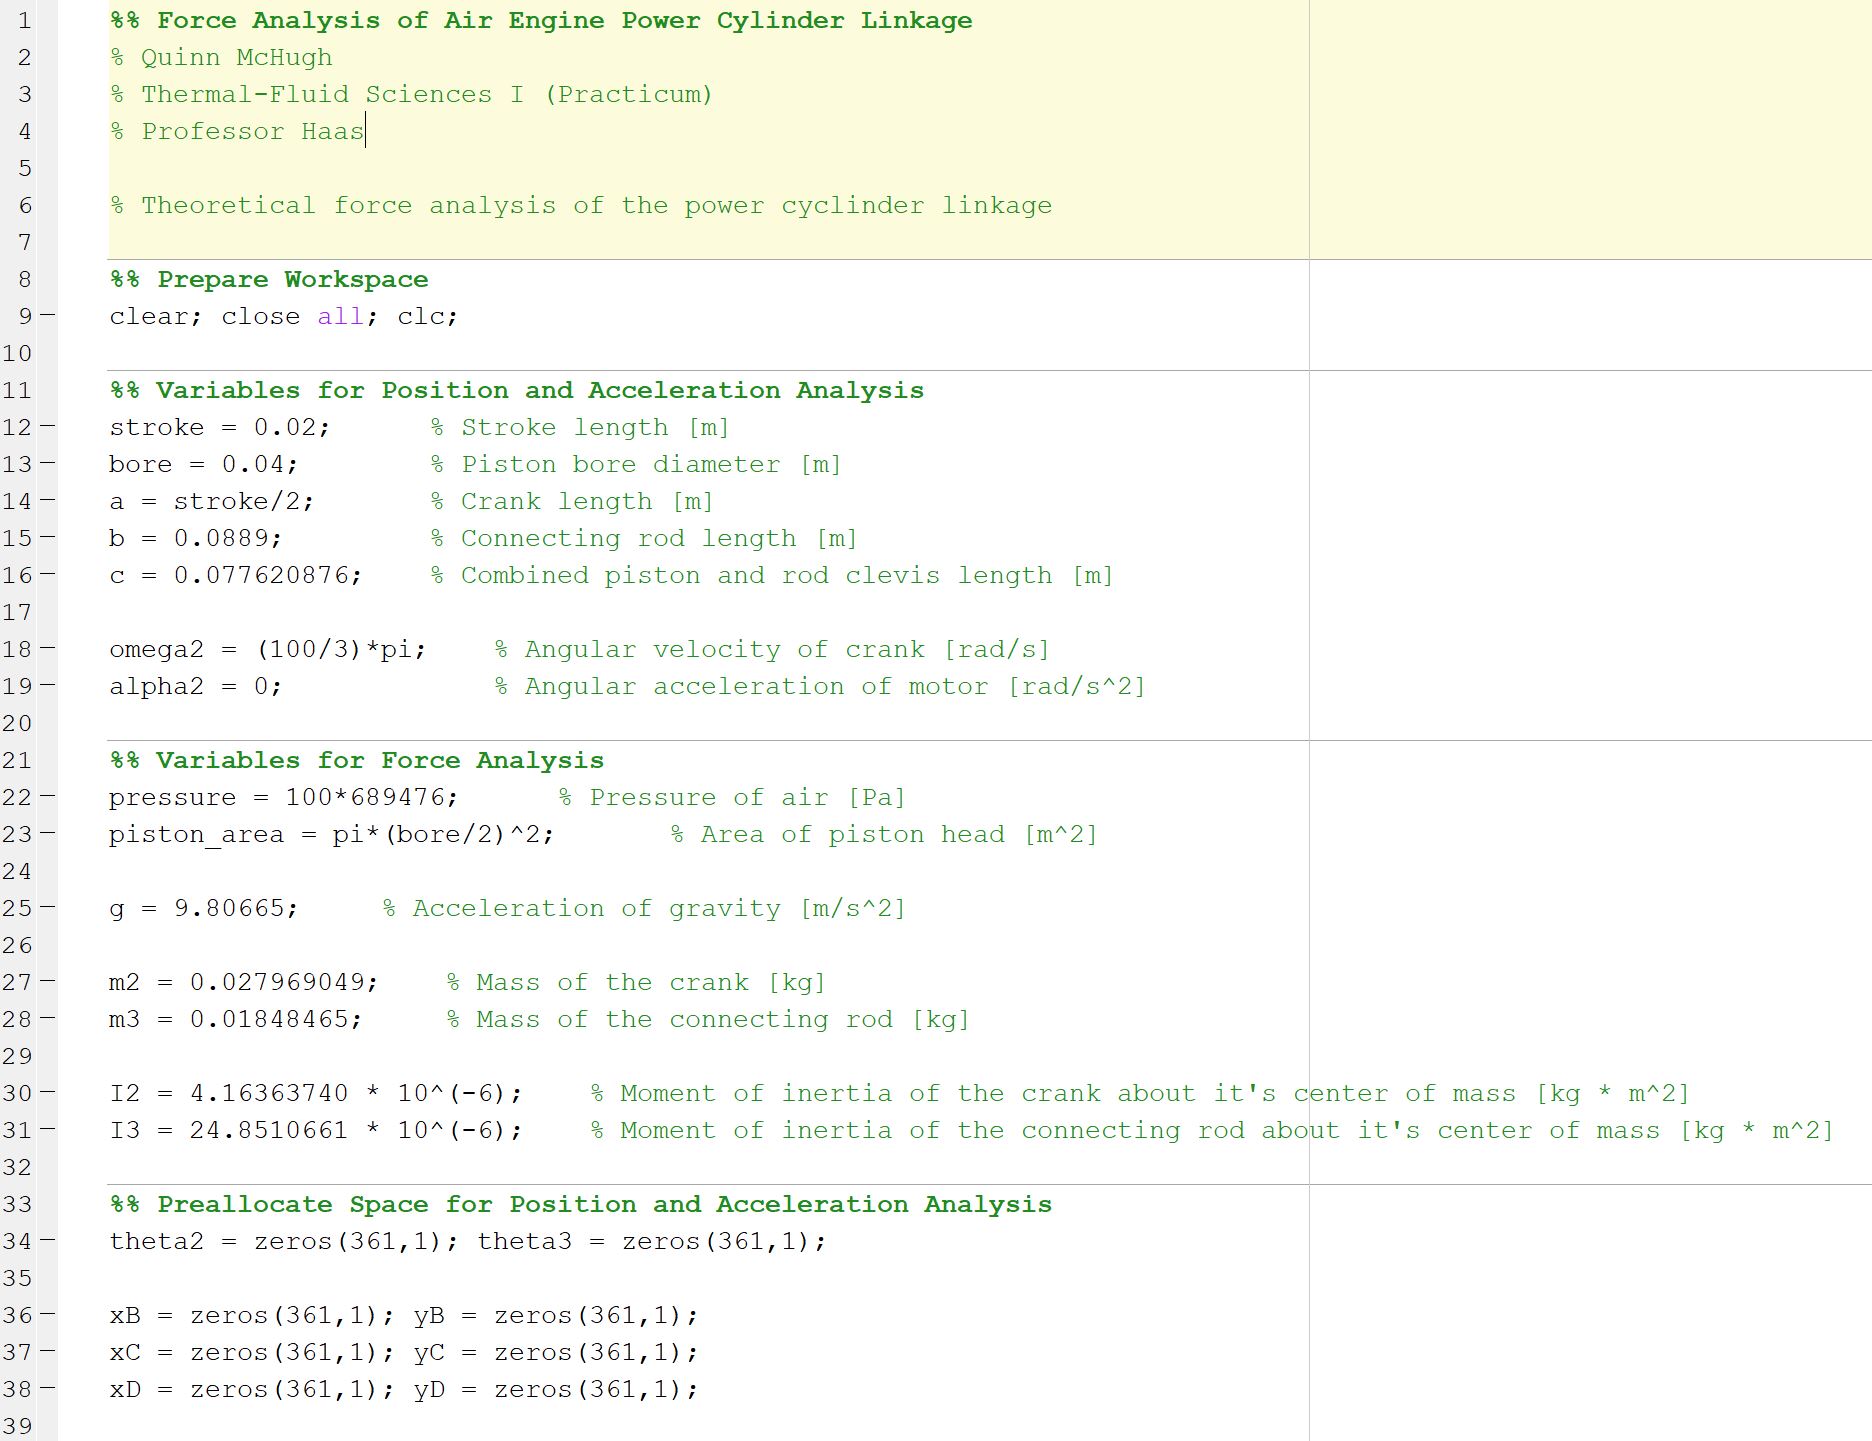 1 %% Force Analysis of Air Engine Power Cylinder Linkage
2 % Quinn McHugh
3 % Thermal-Fluid Sciences I (Practicum)
4 % Professor Haas
5
6 % Theoretical force analysis of the power cyclinder linkage
7
8 %% Prepare Workspace
9 – clear; close all; clc;
10
11 %% Variables for Position and Acceleration Analysis
12 – stroke = 0.02; % Stroke length [m]
13 – bore = 0.04; % Piston bore diameter [m]
14 – a = stroke/2; % Crank length [m]
15 – b = 0.0889; % Connecting rod length [m]
16 – c = 0.077620876; % Combined piston and rod clevis length [m]
17
18 – omega2 = (100/3)*pi; % Angular velocity of crank [rad/s]
19 – alpha2 = 0; % Angular acceleration of motor [rad/s^2]
20
21 %% Variables for Force Analysis
22 – pressure = 100*689476; % Pressure of air [Pa]
23 – piston_area = pi*(bore/2)^2; % Area of piston head [m^2]
24
25 – g = 9.80665; % Acceleration of gravity [m/s^2]
26
27 – m2 = 0.027969049; % Mass of the crank [kg]
28 – m3 = 0.01848465; % Mass of the connecting rod [kg]
29
30 – I2 = 4.16363740 * 10^(-6); % Moment of inertia of the crank about it's center of mass [kg * m^2]
31 – I3 = 24.8510661 * 10^(-6); % Moment of inertia of the connecting rod about it's center of mass [kg * m^2]
32
33 %% Preallocate Space for Position and Acceleration Analysis
34 – theta2 = zeros(361,1); theta3 = zeros(361,1);
35
36 – xB = zeros(361,1); yB = zeros(361,1);
37 – xC = zeros(361,1); yC = zeros(361,1);
38 – xD = zeros(361,1); yD = zeros(361,1);
39